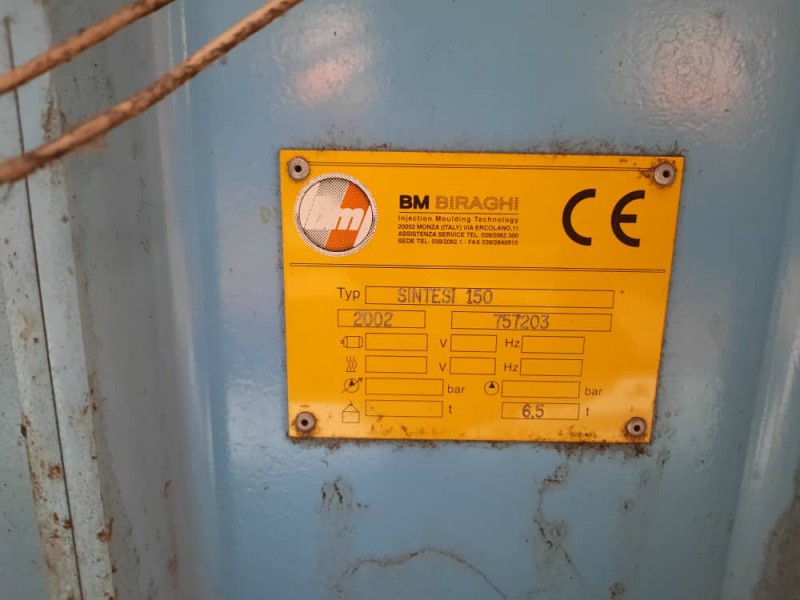 Bm
BM BIRAGHI
CE
Injection Moulding Technology
20052 MONZA (ITALY) VIA ERCOLANO,11
ASSISTENZA SERVICE TEL. 039/2062.300
SEDE TEL. 039/2062.1 - FAX 039/2840915
Typ SINTESI 150
2002 757203
V Hz
V Hz
bar bar
t 6,5 t